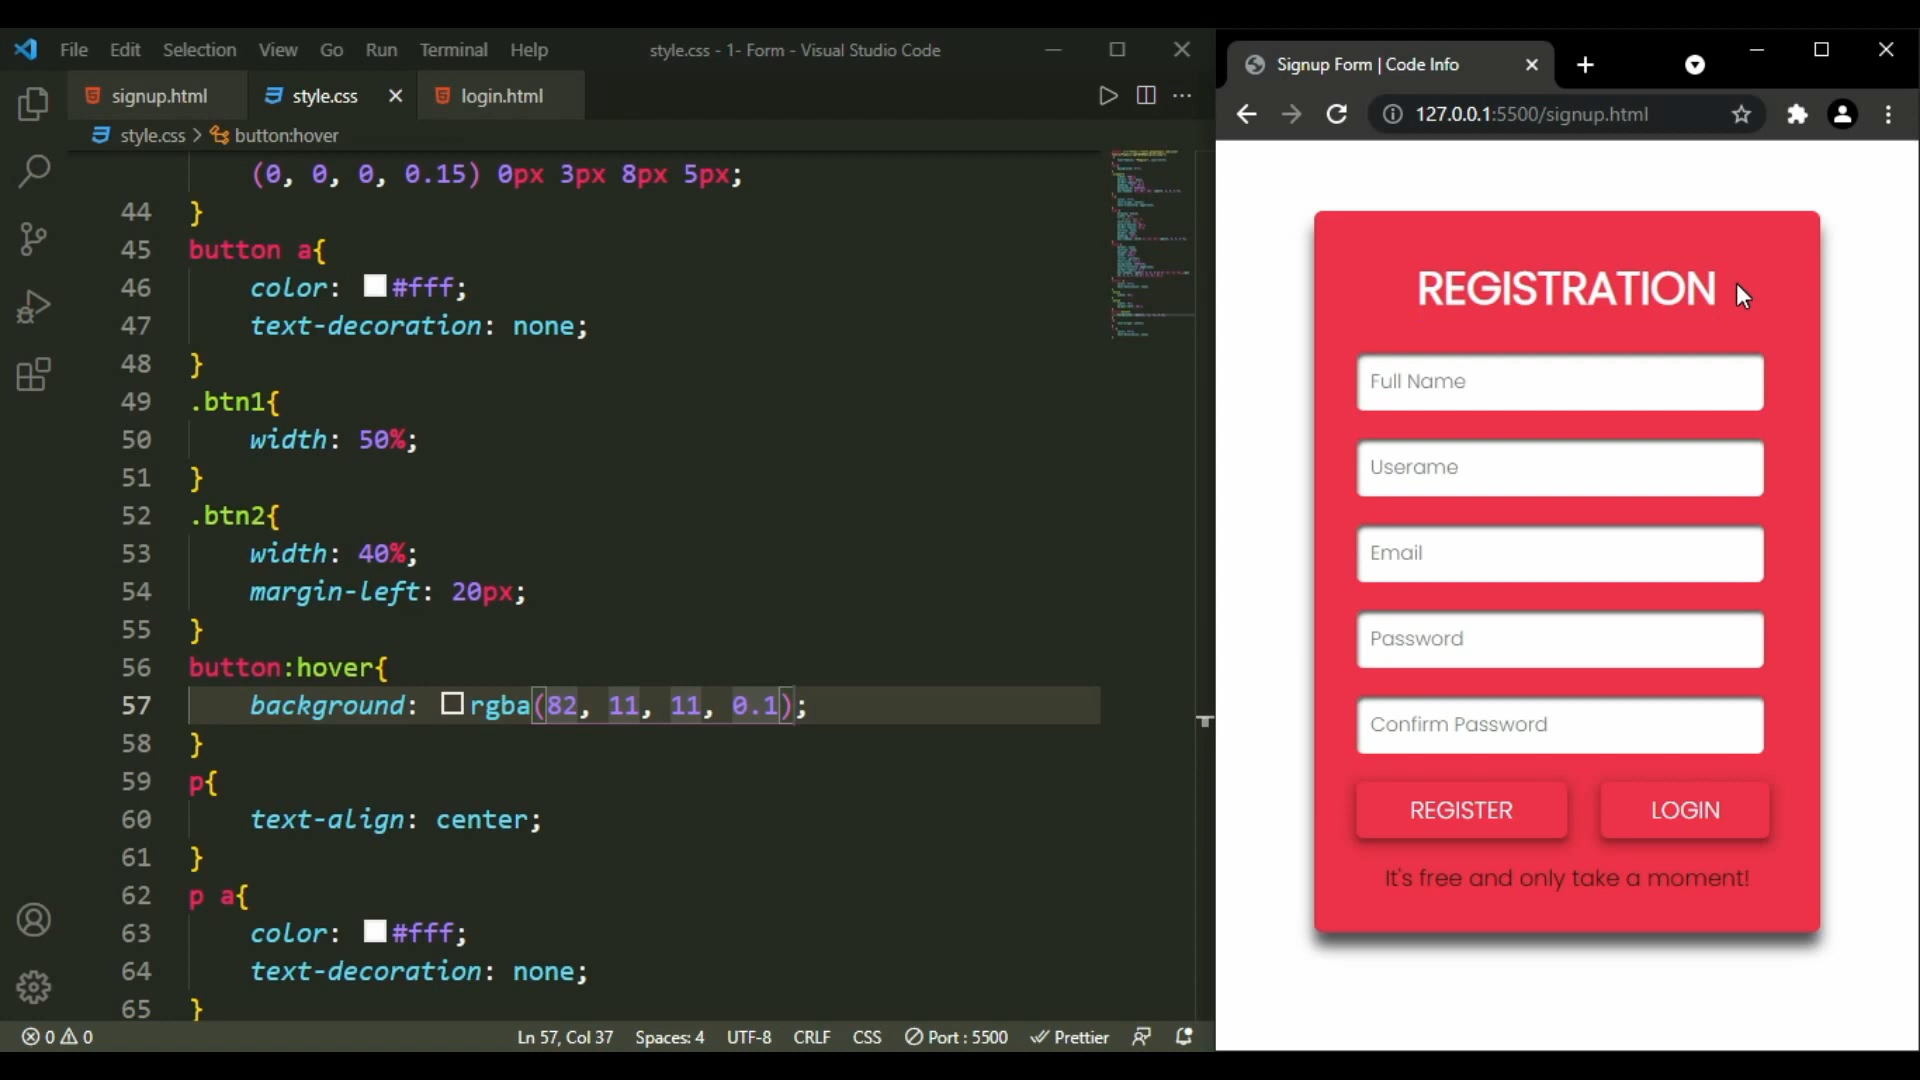 File Edit Selection View Go Run Terminal Help style.css - 1- Form - Visual Studio Code
signup.html style.css login.html
style.css > button:hover
(0, 0, 0, 0.15) 0px 3px 8px 5px;
44 }
45 button a{
46 color: #fff;
47 text-decoration: none;
48 }
49 .btn1{
50 width: 50%;
51 }
52 .btn2{
53 width: 40%;
54 margin-left: 20px;
55 }
56 button:hover{
57 background: rgba(82, 11, 11, 0.1);
58 }
59 p{
60 text-align: center;
61 }
62 p a{
63 color: #fff;
64 text-decoration: none;
65 }
0 0 Ln 57, Col 37 Spaces: 4 UTF-8 CRLF CSS Port : 5500 Prettier
Signup Form | Code Info
127.0.0.1:5500/signup.html
REGISTRATION
Full Name
Userame
Email
Password
Confirm Password
REGISTER LOGIN
It's free and only take a moment!